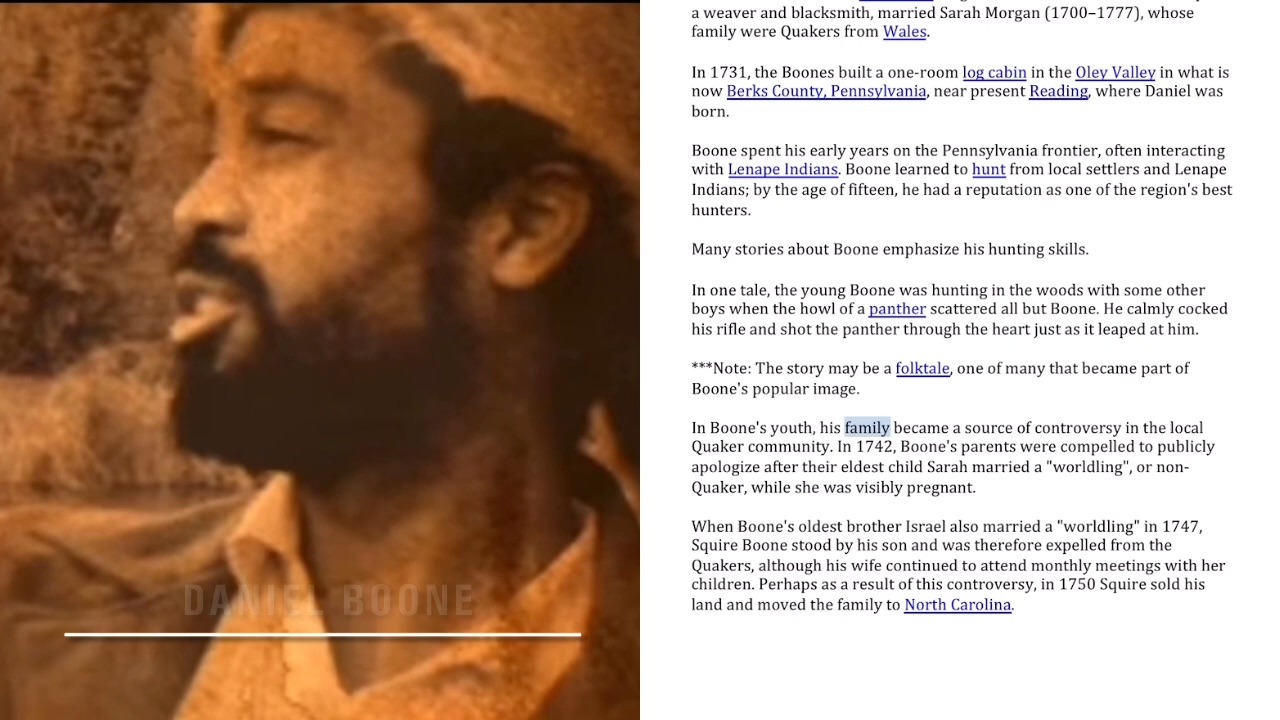 DANIEL BOONE
a weaver and blacksmith, married Sarah Morgan (1700–1777), whose
family were Quakers from Wales.
In 1731, the Boones built a one-room log cabin in the Oley Valley in what is
now Berks County, Pennsylvania, near present Reading, where Daniel was
born.
Boone spent his early years on the Pennsylvania frontier, often interacting
with Lenape Indians. Boone learned to hunt from local settlers and Lenape
Indians; by the age of fifteen, he had a reputation as one of the region's best
hunters.
Many stories about Boone emphasize his hunting skills.
In one tale, the young Boone was hunting in the woods with some other
boys when the howl of a panther scattered all but Boone. He calmly cocked
his rifle and shot the panther through the heart just as it leaped at him.
***Note: The story may be a folktale, one of many that became part of
Boone's popular image.
In Boone's youth, his family became a source of controversy in the local
Quaker community. In 1742, Boone's parents were compelled to publicly
apologize after their eldest child Sarah married a "worldling", or non-
Quaker, while she was visibly pregnant.
When Boone's oldest brother Israel also married a "worldling" in 1747,
Squire Boone stood by his son and was therefore expelled from the
Quakers, although his wife continued to attend monthly meetings with her
children. Perhaps as a result of this controversy, in 1750 Squire sold his
land and moved the family to North Carolina.